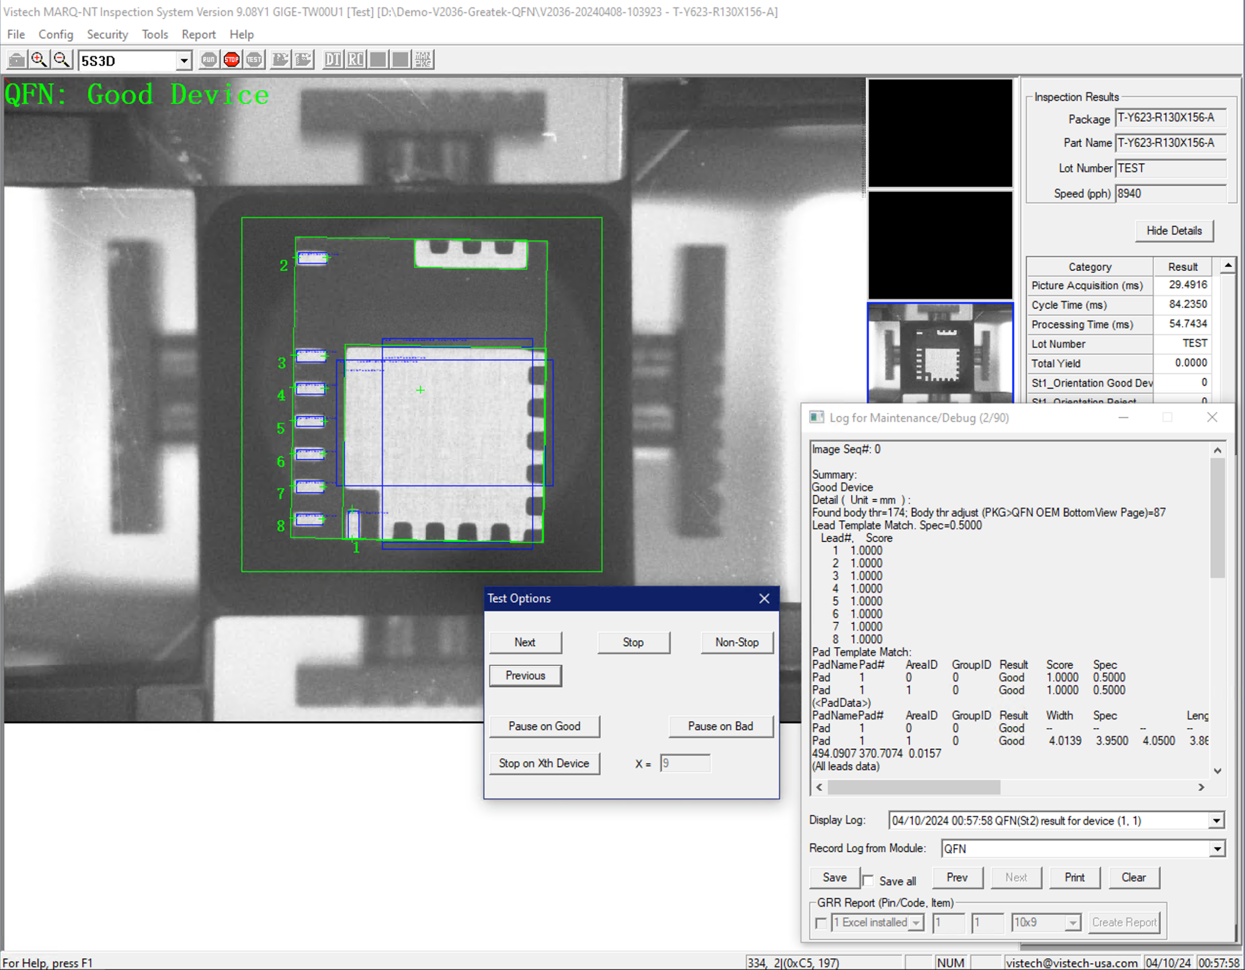 Vistech MARQ-NT Inspection System Version 9.08Y1 GIGE-TW00U1 [Test] [D:\Demo-V2036-Greatek-QFN\V2036-20240408-103923 - T-Y623-R130X156-A]
File Config Security Tools Report Help
5S3D RUN STOP TEST DI RC
QFN: Good Device
2
3
4
5
6
7
8
1
Inspection Results
Package T-Y623-R130X156-A
Part Name T-Y623-R130X156-A
Lot Number TEST
Speed (pph) 8940
Hide Details
Category Result
Picture Acquisition (ms) 29.4916
Cycle Time (ms) 84.2350
Processing Time (ms) 54.7434
Lot Number TEST
Total Yield 0.0000
St1_Orientation Good Dev 0
St1_Orientation Reject 0
Log for Maintenance/Debug (2/90)
Image Seq#: 0
Summary:
Good Device
Detail ( Unit = mm ) :
Found body thr=174; Body thr adjust (PKG>QFN OEM BottomView Page)=87
Lead Template Match. Spec=0.5000
Lead#, Score
1 1.0000
2 1.0000
3 1.0000
4 1.0000
5 1.0000
6 1.0000
7 1.0000
8 1.0000
Pad Template Match:
PadName Pad# AreaID GroupID Result Score Spec
Pad 1 0 0 Good 1.0000 0.5000
Pad 1 1 0 Good 1.0000 0.5000
(<PadData>)
PadName Pad# AreaID GroupID Result Width Spec Leng
Pad 1 0 0 Good -- -- -- --
Pad 1 1 0 Good 4.0139 3.9500 4.0500 3.86
494.0907 370.7074 0.0157
(All leads data)
Display Log: 04/10/2024 00:57:58 QFN(St2) result for device (1, 1)
Record Log from Module: QFN
Save Save all Prev Next Print Clear
GRR Report (Pin/Code, Item)
1 Excel installed 1 1 10x9 Create Report
Test Options
Next Stop Non-Stop
Previous
Pause on Good Pause on Bad
Stop on Xth Device X = 9
For Help, press F1 334, 2|(0xC5, 197) NUM vistech@vistech-usa.com 04/10/24 00:57:58